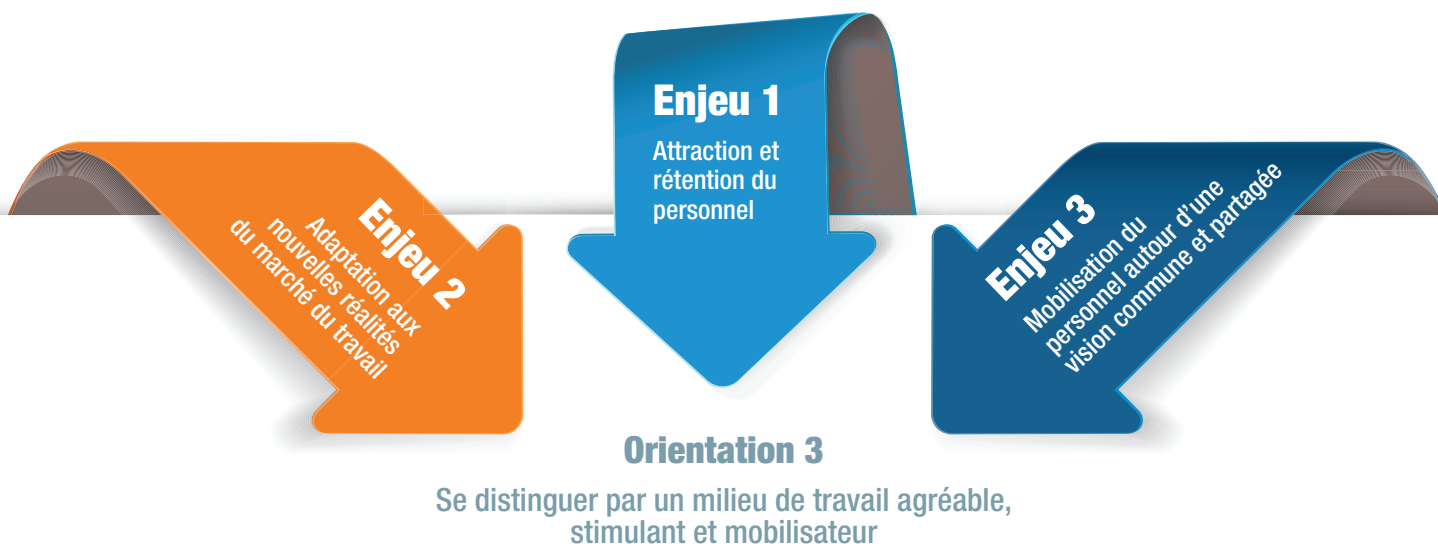 Enjeu 1
Attraction et
rétention du
personnel
Enjeu 2
Adaptation aux
nouvelles réalités
du marché du travail
Enjeu 3
Mobilisation du
personnel autour d'une
vision commune et partagée
Orientation 3
Se distinguer par un milieu de travail agréable,
stimulant et mobilisateur